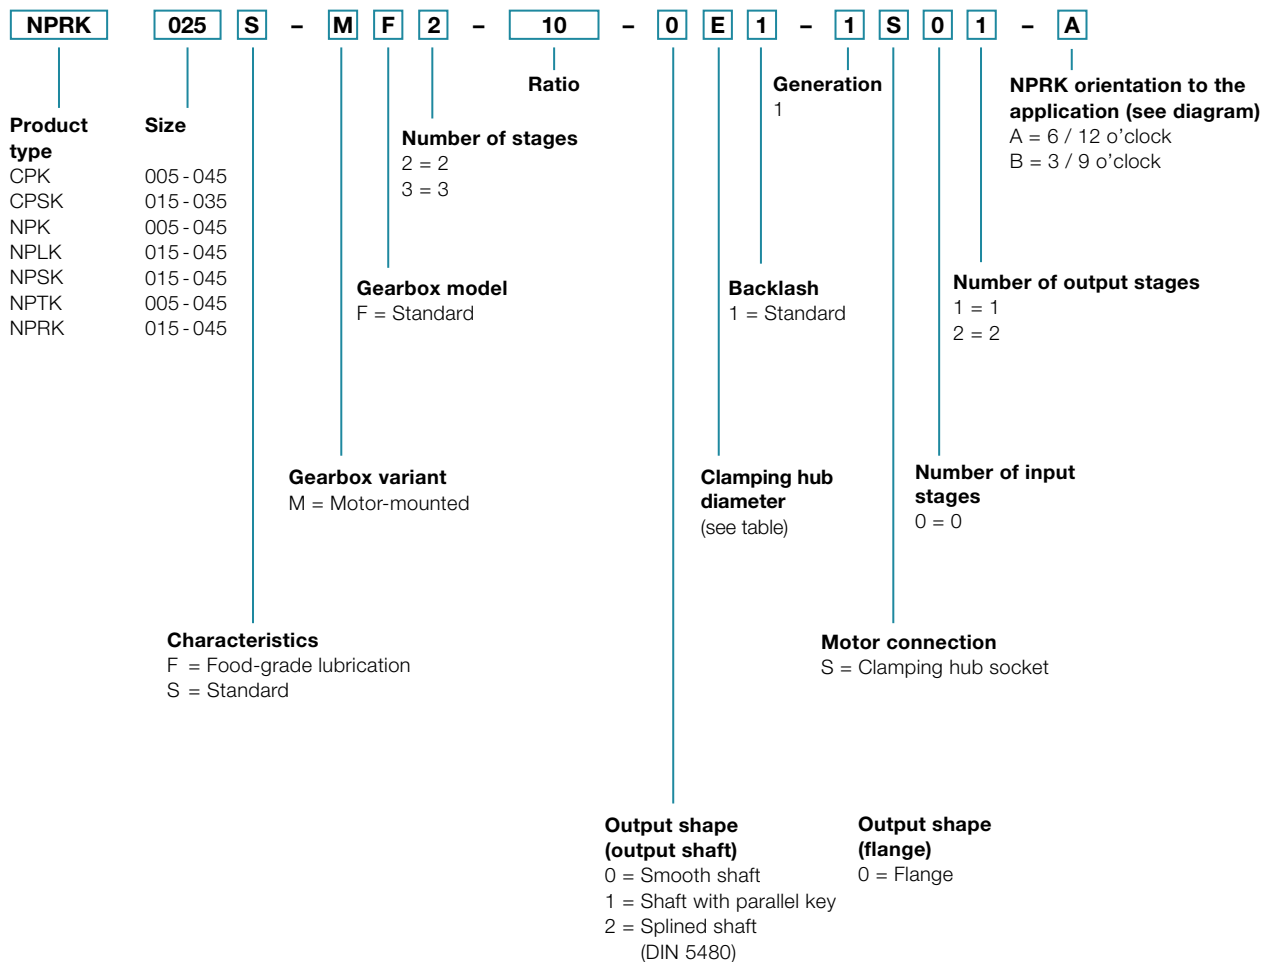 NPRK 025 S – M F 2 – 10 – 0 E 1 – 1 S 0 1 – A
Ratio
Generation
1
NPRK orientation to the
application (see diagram)
A = 6 / 12 o’clock
B = 3 / 9 o’clock
Product
type
Size
CPK 005 - 045
CPSK 015 - 035
NPK 005 - 045
NPLK 015 - 045
NPSK 015 - 045
NPTK 005 - 045
NPRK 015 - 045
Number of stages
2 = 2
3 = 3
Gearbox model
F = Standard
Backlash
1 = Standard
Number of output stages
1 = 1
2 = 2
Gearbox variant
M = Motor-mounted
Clamping hub
diameter
(see table)
Number of input
stages
0 = 0
Characteristics
F = Food-grade lubrication
S = Standard
Motor connection
S = Clamping hub socket
Output shape
(output shaft)
0 = Smooth shaft
1 = Shaft with parallel key
2 = Splined shaft
(DIN 5480)
Output shape
(flange)
0 = Flange